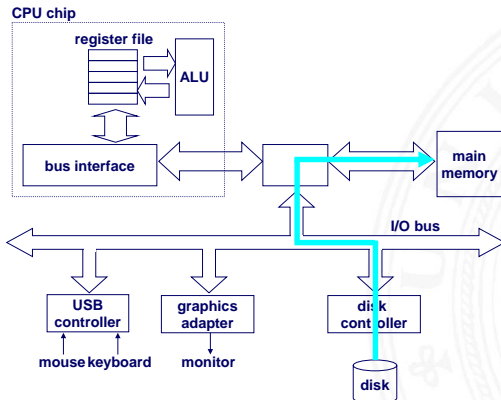 CPU chip
register file
ALU
bus interface
main
memory
I/O bus
USB
controller
graphics
adapter
disk
controller
mouse keyboard
monitor
disk